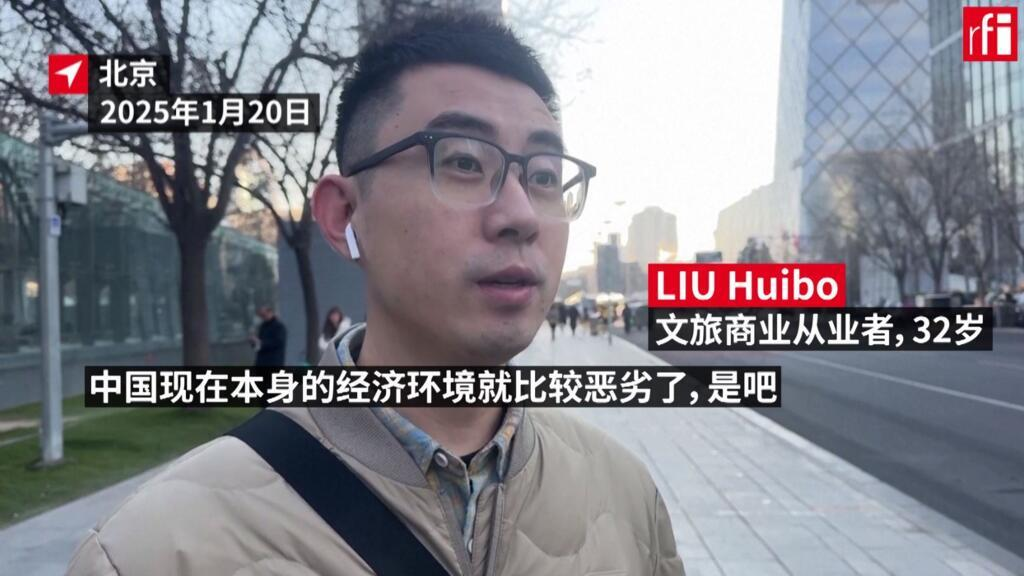 rfi
北京
2025年1月20日
LIU Huibo
文旅商业从业者, 32岁
中国现在本身的经济环境就比较恶劣了, 是吧